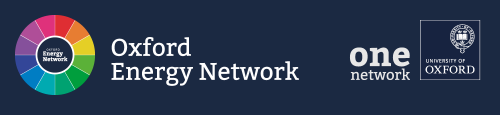 OXFORD
Energy
Network
Oxford
Energy Network
one
network
UNIVERSITY OF
OXFORD